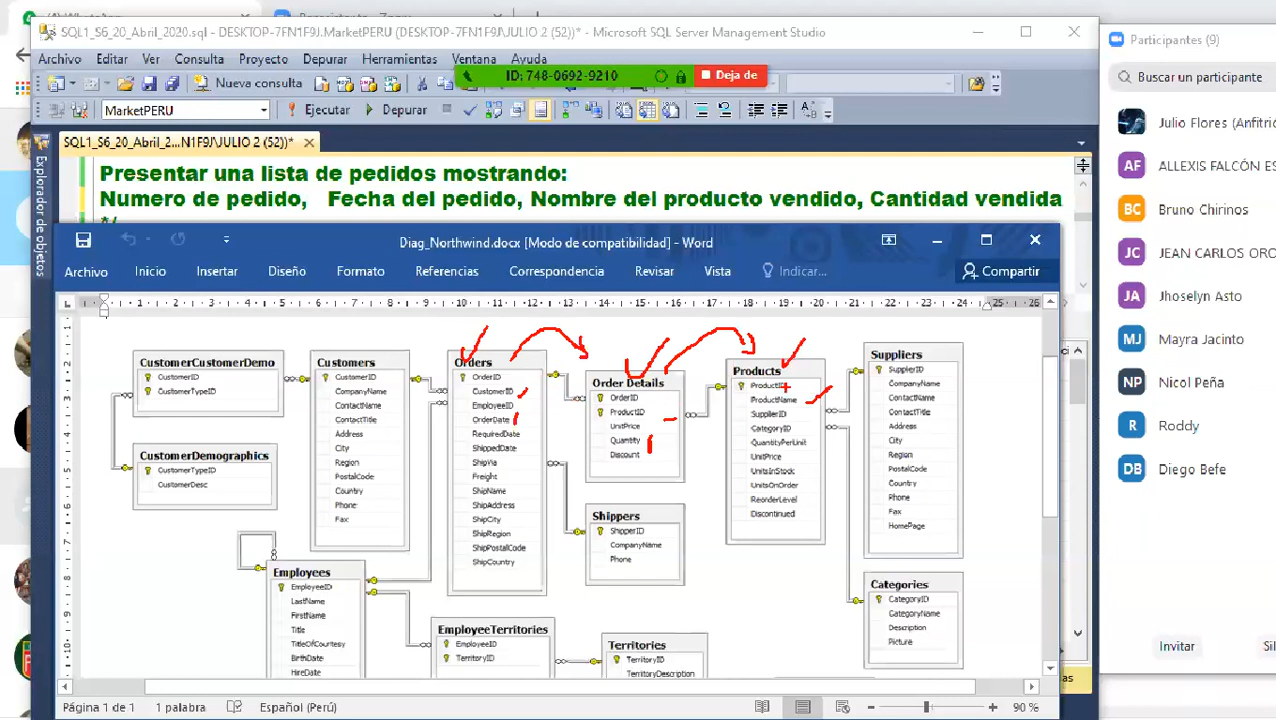 SQL1_S6_20_Abril_2020.sql - DESKTOP-7FN1F9J.MarketPERU (DESKTOP-7FN1F9J\JULIO 2 (52))* - Microsoft SQL Server Management Studio
Archivo Editar Ver Consulta Proyecto Depurar Herramientas Ventana Ayuda
ID: 748-0692-9210 Deja de
Nueva consulta
MarketPERU Ejecutar Depurar
SQL1_S6_20_Abril_2...N1F9J\JULIO 2 (52))*
Explorador de objetos
Presentar una lista de pedidos mostrando:
Numero de pedido, Fecha del pedido, Nombre del producto vendido, Cantidad vendida
*/
Diag_Northwind.docx [Modo de compatibilidad] - Word
Archivo Inicio Insertar Diseño Formato Referencias Correspondencia Revisar Vista Indicar... Compartir
CustomerCustomerDemo
CustomerID
CustomerTypeID
CustomerDemographics
CustomerTypeID
CustomerDesc
Customers
CustomerID
CompanyName
ContactName
ContactTitle
Address
City
Region
PostalCode
Country
Phone
Fax
Orders
OrderID
CustomerID
EmployeeID
OrderDate
RequiredDate
ShippedDate
ShipVia
Freight
ShipName
ShipAddress
ShipCity
ShipRegion
ShipPostalCode
ShipCountry
Order Details
OrderID
ProductID
UnitPrice
Quantity
Discount
Shippers
ShipperID
CompanyName
Phone
Products
ProductID
ProductName
SupplierID
CategoryID
QuantityPerUnit
UnitPrice
UnitsInStock
UnitsOnOrder
ReorderLevel
Discontinued
Suppliers
SupplierID
CompanyName
ContactName
ContactTitle
Address
City
Region
PostalCode
Country
Phone
Fax
HomePage
Categories
CategoryID
CategoryName
Description
Picture
Employees
EmployeeID
LastName
FirstName
Title
TitleOfCourtesy
BirthDate
HireDate
EmployeeTerritories
EmployeeID
TerritoryID
Territories
TerritoryID
TerritoryDescription
Página 1 de 1 1 palabra Español (Perú) 90 %
Participantes (9)
Buscar un participante
Julio Flores (Anfitric
AF ALLEXIS FALCÓN ES
BC Bruno Chirinos
JC JEAN CARLOS ORO
JA Jhoselyn Asto
MJ Mayra Jacinto
NP Nicol Peña
R Roddy
DB Diego Befe
Invitar Sil